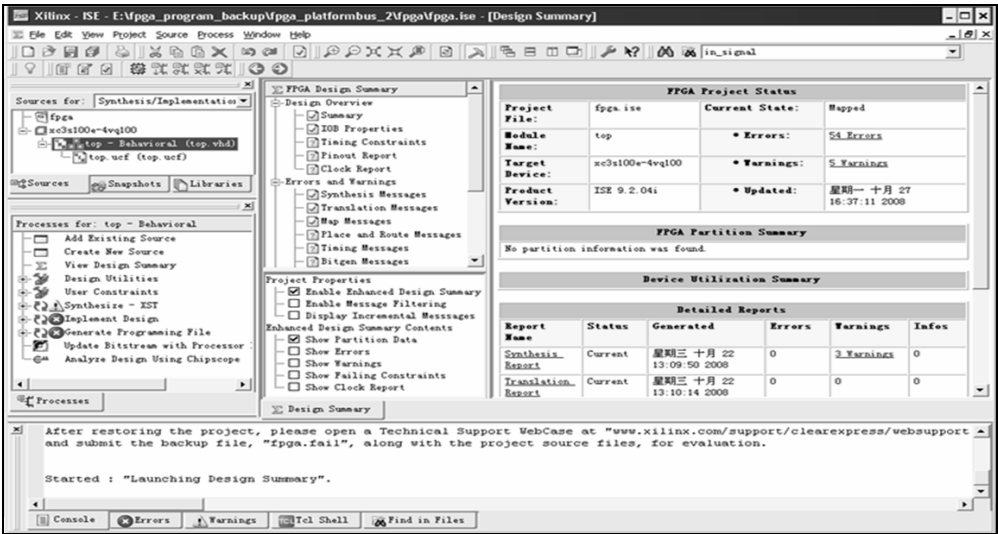 Xilinx - ISE - E:\fpga_program_backup\fpga_platformbus_2\fpga\fpga.ise - [Design Summary]
File Edit View Project Source Process Window Help
in_signal
Sources for: Synthesis/Implementatio
fpga
xc3s100e-4vq100
top - Behavioral (top.vhd)
top.ucf (top.ucf)
Sources Snapshots Libraries
Processes for: top - Behavioral
Add Existing Source
Create New Source
View Design Summary
Design Utilities
User Constraints
Synthesize - XST
Implement Design
Generate Programming File
Update Bitstream with Processor
Analyze Design Using Chipscope
Processes
FPGA Design Summary
Design Overview
Summary
IOB Properties
Timing Constraints
Pinout Report
Clock Report
Errors and Warnings
Synthesis Messages
Translation Messages
Map Messages
Place and Route Messages
Timing Messages
Bitgen Messages
Project Properties
Enable Enhanced Design Summary
Enable Message Filtering
Display Incremental Messsages
Enhanced Design Summary Contents
Show Partition Data
Show Errors
Show Warnings
Show Failing Constraints
Show Clock Report
Design Summary
FPGA Project Status
Project File: fpga.ise Current State: Mapped
Module Name: top • Errors: 54 Errors
Target Device: xc3s100e-4vq100 • Warnings: 5 Warnings
Product Version: ISE 9.2.04i • Updated: 星期一 十月 27 16:37:11 2008
FPGA Partition Summary
No partition information was found.
Device Utilization Summary
Detailed Reports
Report Name Status Generated Errors Warnings Infos
Synthesis Report Current 星期三 十月 22 13:09:50 2008 0 3 Warnings 0
Translation Report Current 星期三 十月 22 13:10:14 2008 0 0 0
After restoring the project, please open a Technical Support WebCase at "www.xilinx.com/support/clearexpress/websupport
and submit the backup file, "fpga.fail", along with the project source files, for evaluation.
Started : "Launching Design Summary".
Console Errors Warnings TCL Tcl Shell Find in Files